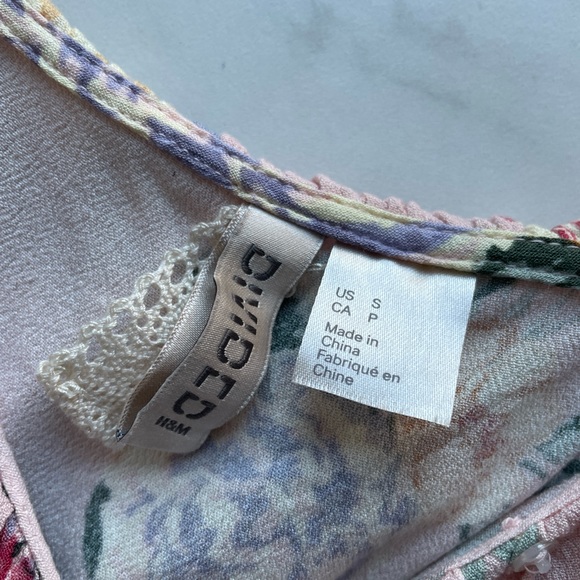 DIVIDED
H&M
US S
CA P
Made in
China
Fabriqué en
Chine